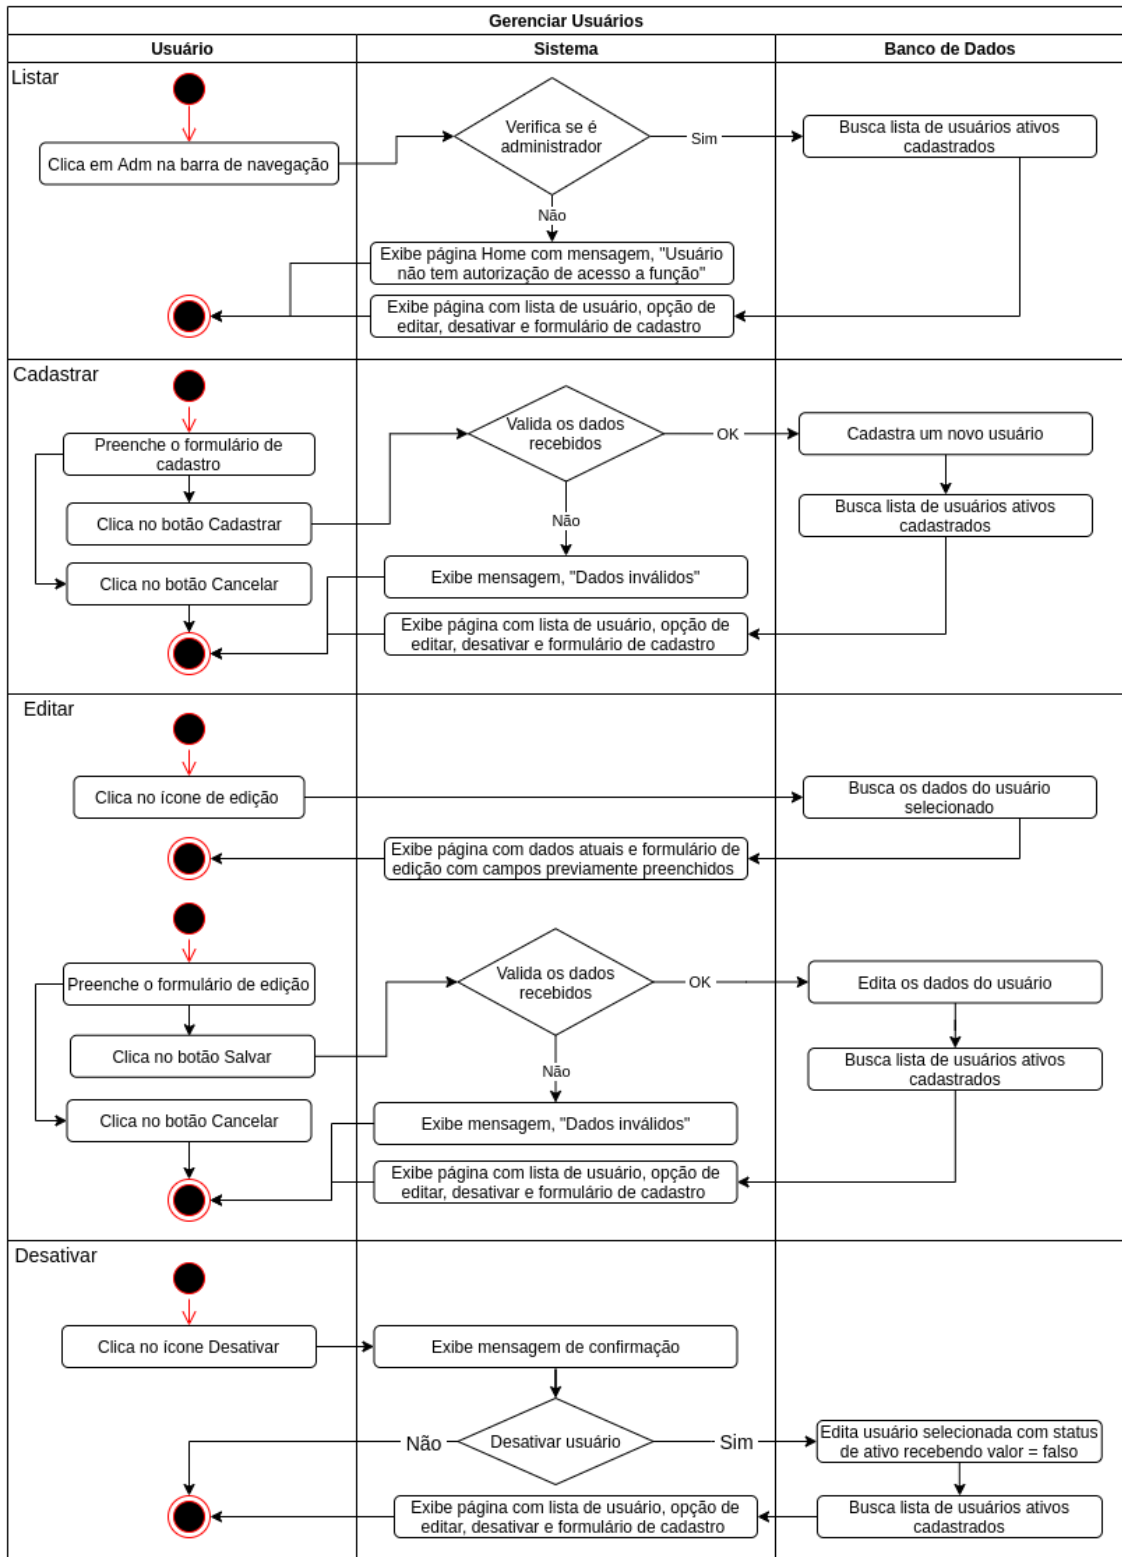 Gerenciar Usuários
Usuário
Sistema
Banco de Dados
Listar
Clica em Adm na barra de navegação
Verifica se é
administrador
Sim
Busca lista de usuários ativos
cadastrados
Não
Exibe página Home com mensagem, "Usuário
não tem autorização de acesso a função"
Exibe página com lista de usuário, opção de
editar, desativar e formulário de cadastro
Cadastrar
Preenche o formulário de
cadastro
Valida os dados
recebidos
OK
Cadastra um novo usuário
Clica no botão Cadastrar
Não
Busca lista de usuários ativos
cadastrados
Clica no botão Cancelar
Exibe mensagem, "Dados inválidos"
Exibe página com lista de usuário, opção de
editar, desativar e formulário de cadastro
Editar
Clica no ícone de edição
Busca os dados do usuário
selecionado
Exibe página com dados atuais e formulário de
edição com campos previamente preenchidos
Preenche o formulário de edição
Valida os dados
recebidos
OK
Edita os dados do usuário
Clica no botão Salvar
Não
Busca lista de usuários ativos
cadastrados
Clica no botão Cancelar
Exibe mensagem, "Dados inválidos"
Exibe página com lista de usuário, opção de
editar, desativar e formulário de cadastro
Desativar
Clica no ícone Desativar
Exibe mensagem de confirmação
Não
Desativar usuário
Sim
Edita usuário selecionada com status
de ativo recebendo valor = falso
Exibe página com lista de usuário, opção de
editar, desativar e formulário de cadastro
Busca lista de usuários ativos
cadastrados